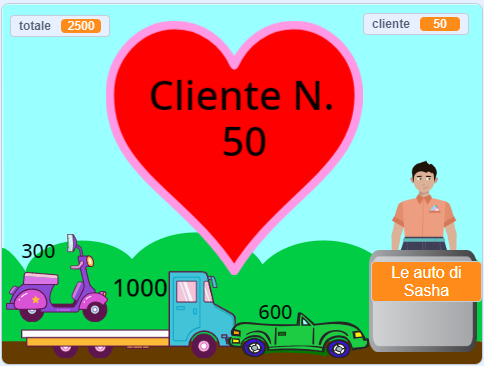 totale 2500
cliente 50
Cliente N.
50
300
1000
600
Le auto di
Sasha